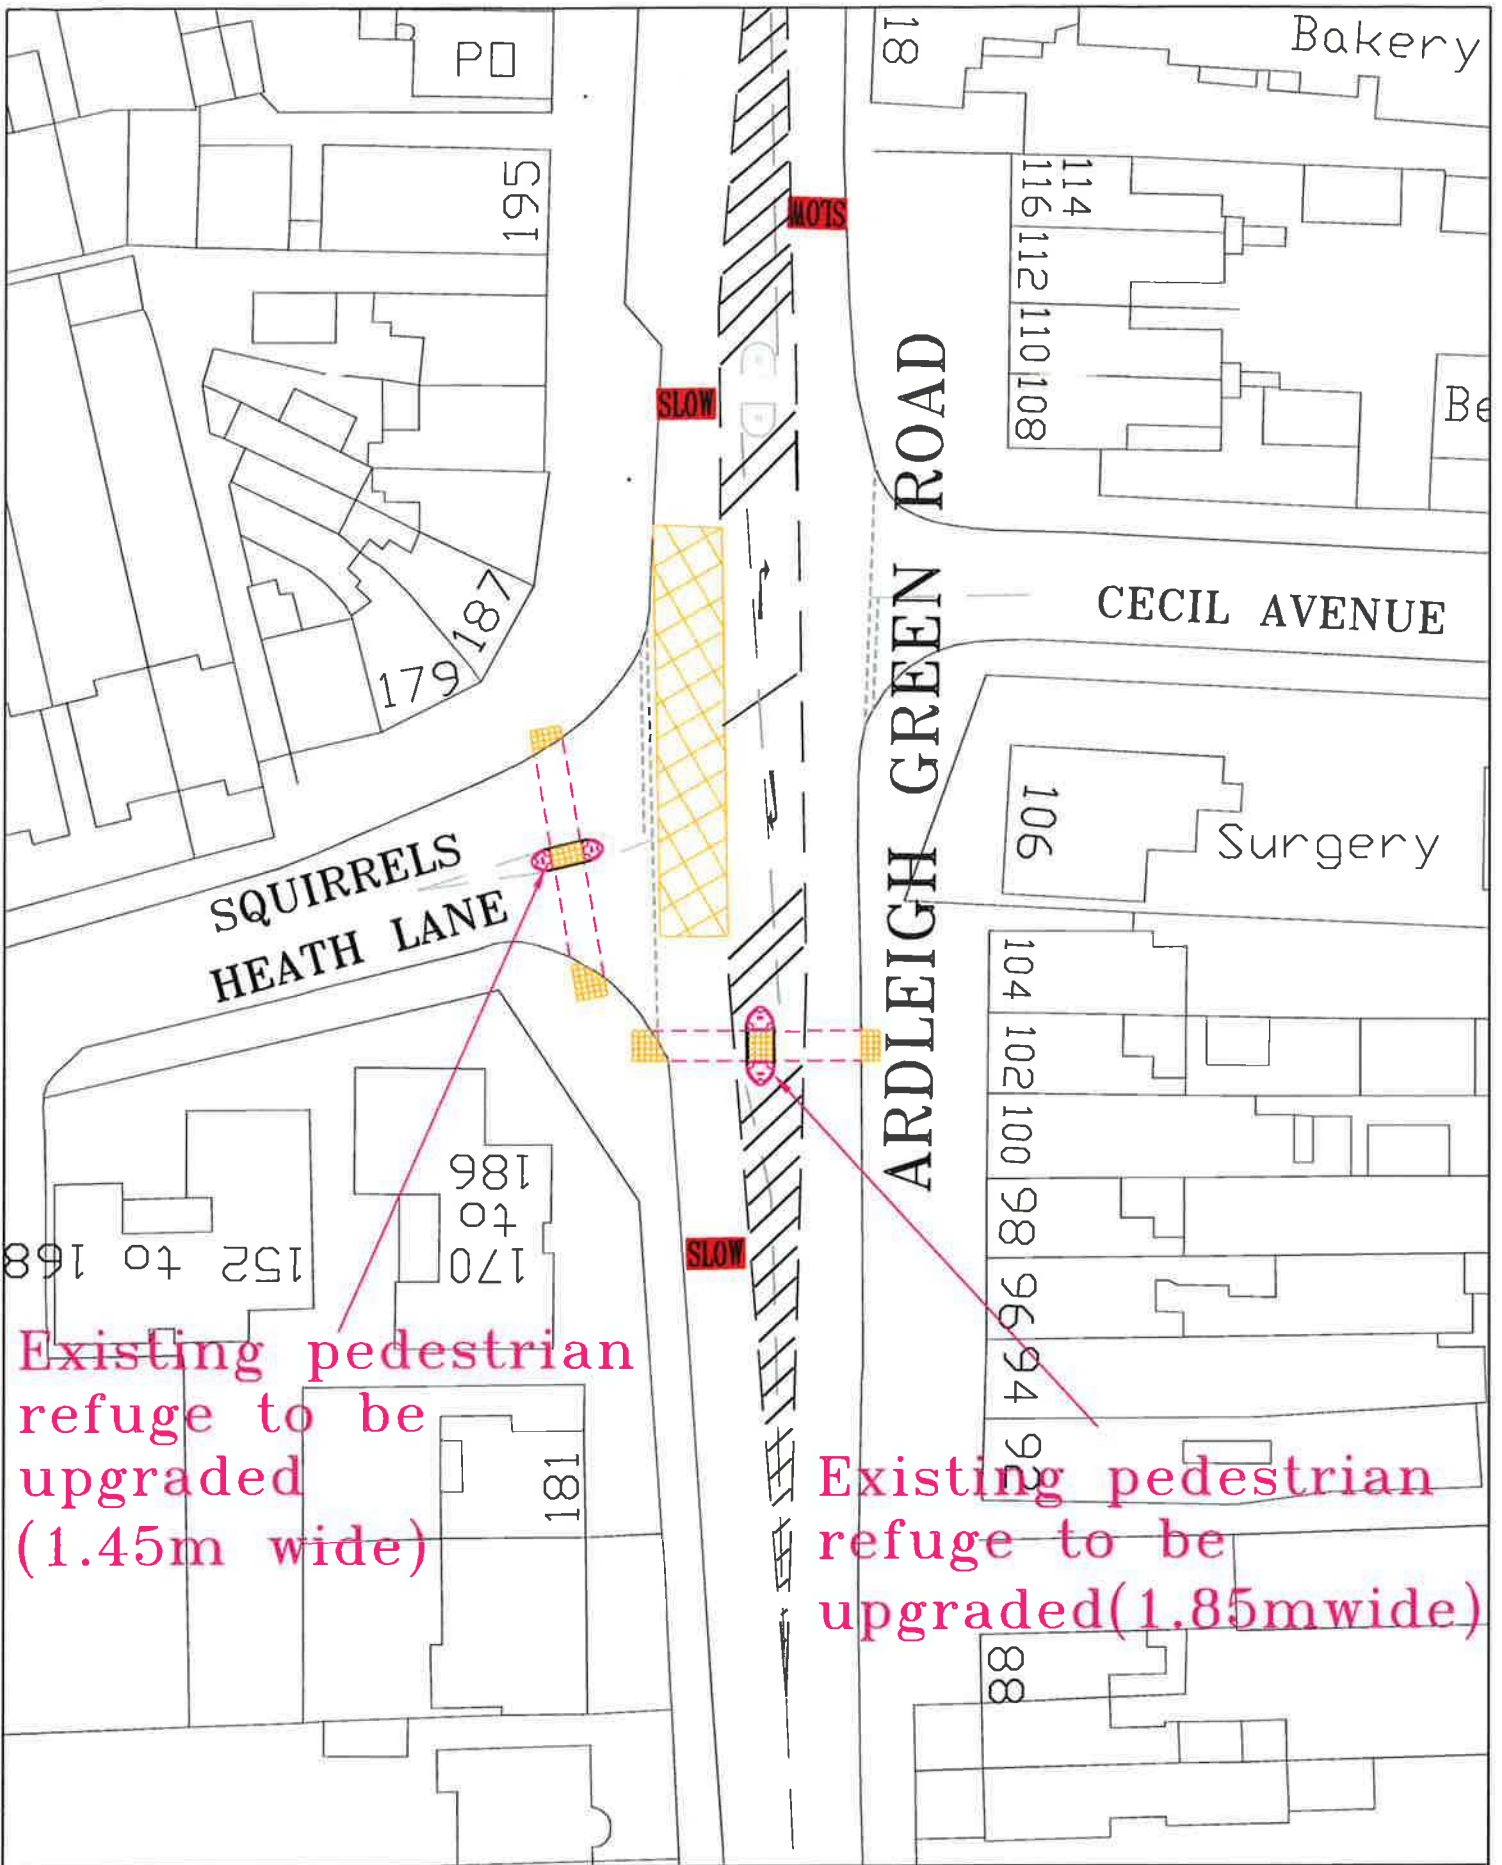 PO
18
Bakery
195
114
116
112
110
108
SLOW
SLOW
Be
ARDLEIGH GREEN ROAD
CECIL AVENUE
187
179
106
Surgery
SQUIRRELS
HEATH LANE
104
102
100
98
96
94
92
186
to
170
152 to 168
SLOW
Existing pedestrian
refuge to be
upgraded
(1.45m wide)
181
Existing pedestrian
refuge to be
upgraded(1.85mwide)
88